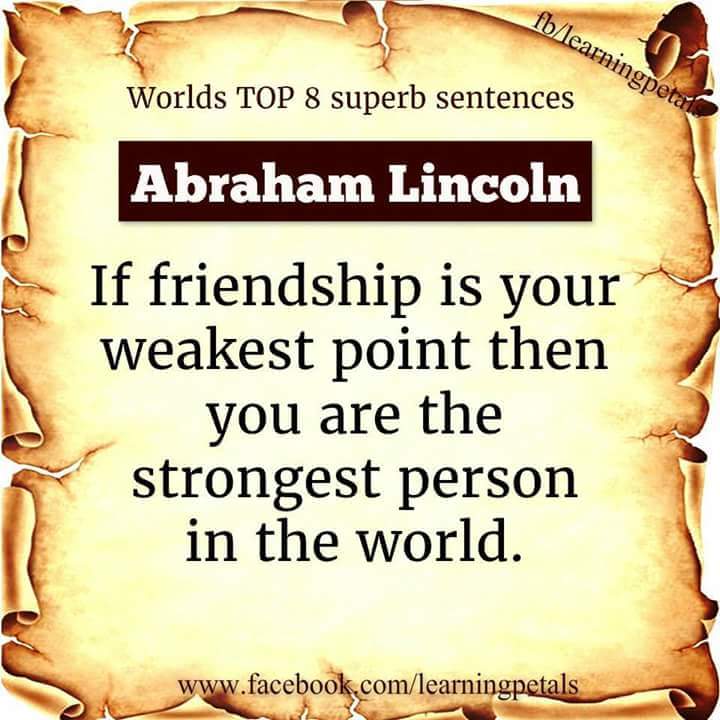 fb/learningpetals
Worlds TOP 8 superb sentences
Abraham Lincoln
If friendship is your
weakest point then
you are the
strongest person
in the world.
www.facebook.com/learningpetals